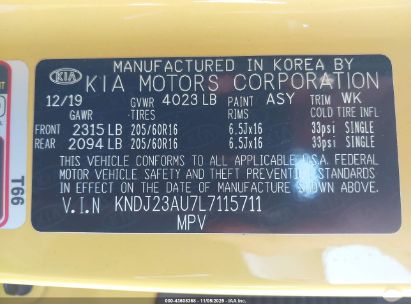 MANUFACTURED IN KOREA BY
KIA
KIA MOTORS CORPORATION
12/19 GVWR 4023 LB PAINT ASY TRIM WK
GAWR TIRES RIMS COLD TIRE INFL
FRONT 2315 LB 205/60R16 6.5Jx16 33psi SINGLE
REAR 2094 LB 205/60R16 6.5Jx16 33psi SINGLE
THIS VEHICLE CONFORMS TO ALL APPLICABLE U.S.A. FEDERAL
MOTOR VEHICLE SAFETY AND THEFT PREVENTION STANDARDS
IN EFFECT ON THE DATE OF MANUFACTURE SHOWN ABOVE.
V.I.N KNDJ23AU7L7115711
MPV
T66